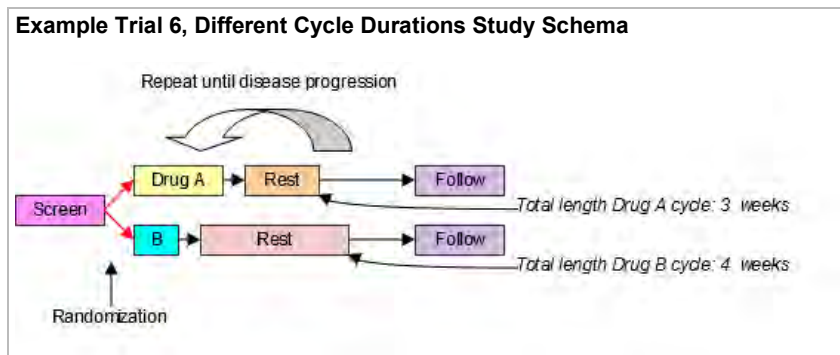 Example Trial 6, Different Cycle Durations Study Schema
Repeat until disease progression
Drug A
Rest
Follow
Screen
Total length Drug A cycle: 3 weeks
B
Rest
Follow
Total length Drug B cycle: 4 weeks
Randomization